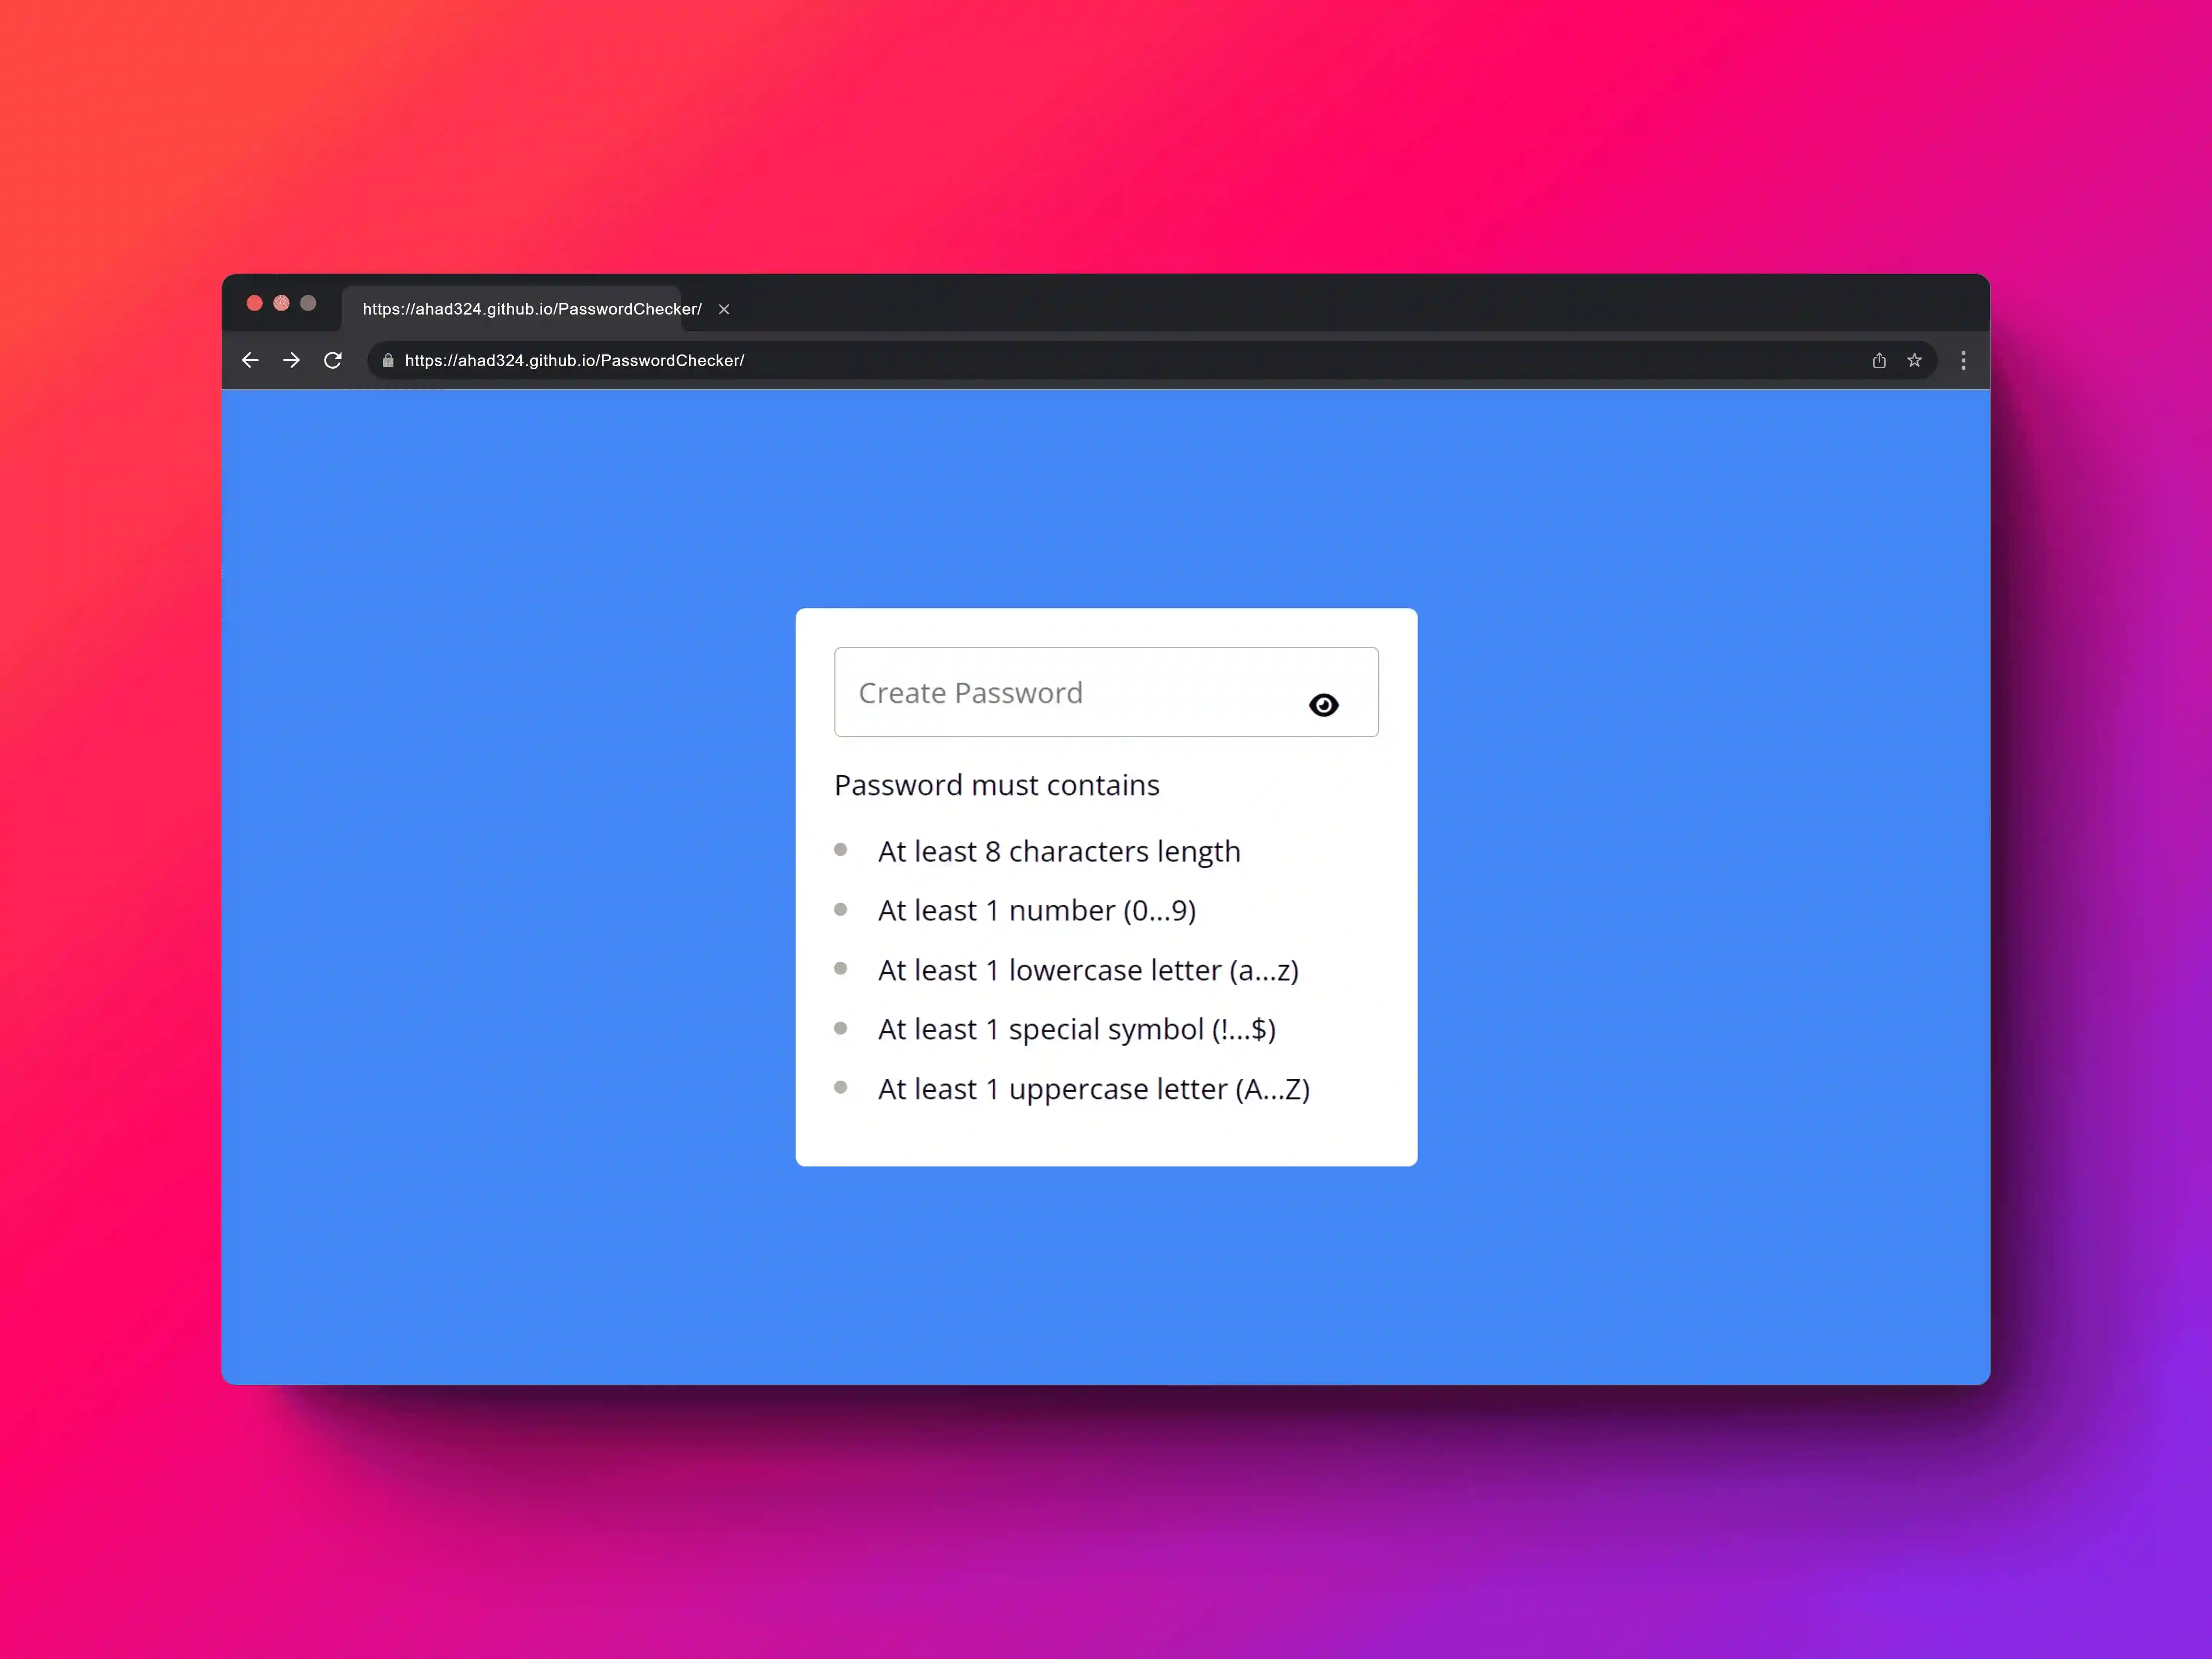 https://ahad324.github.io/PasswordChecker/
https://ahad324.github.io/PasswordChecker/
Create Password
Password must contains
At least 8 characters length
At least 1 number (0...9)
At least 1 lowercase letter (a...z)
At least 1 special symbol (!...$)
At least 1 uppercase letter (A...Z)